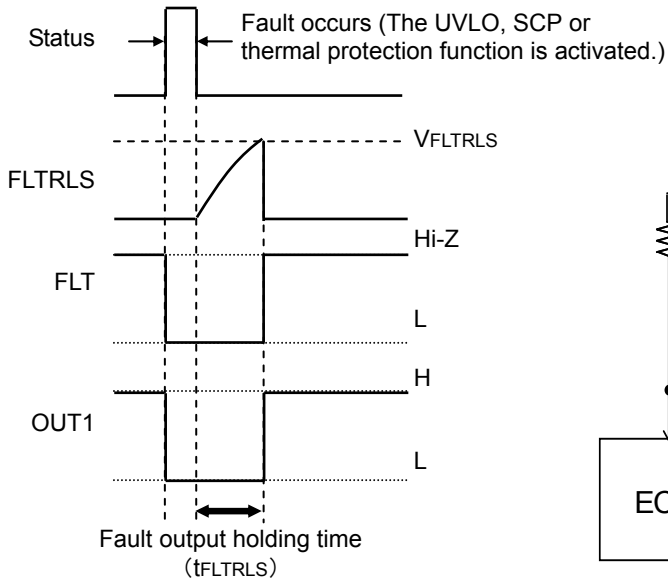 Status
Fault occurs (The UVLO, SCP or
thermal protection function is activated.)
VFLTRLS
FLTRLS
Hi-Z
FLT
L
H
OUT1
L
Fault output holding time
(tFLTRLS)